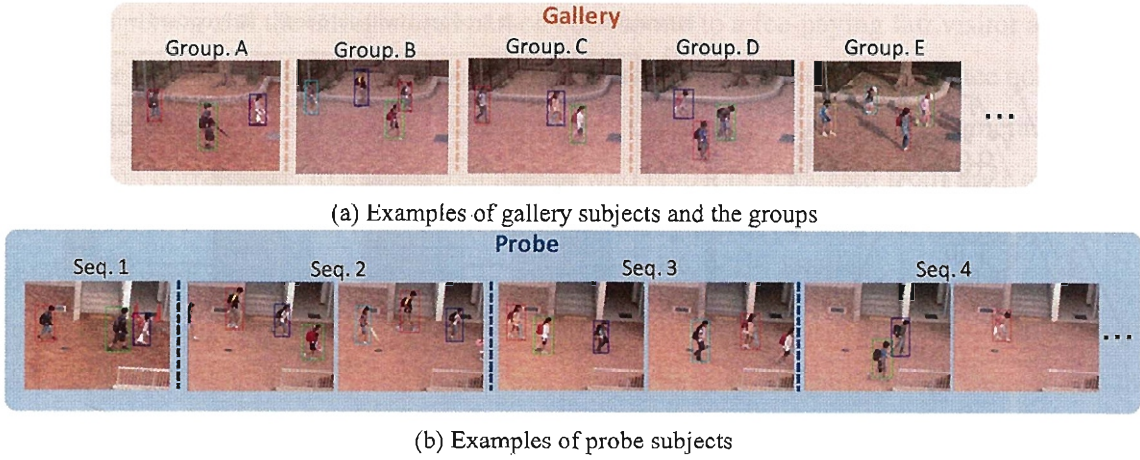 Gallery
Group. A Group. B Group. C Group. D Group. E
...
(a) Examples of gallery subjects and the groups
Probe
Seq. 1 Seq. 2 Seq. 3 Seq. 4
...
(b) Examples of probe subjects